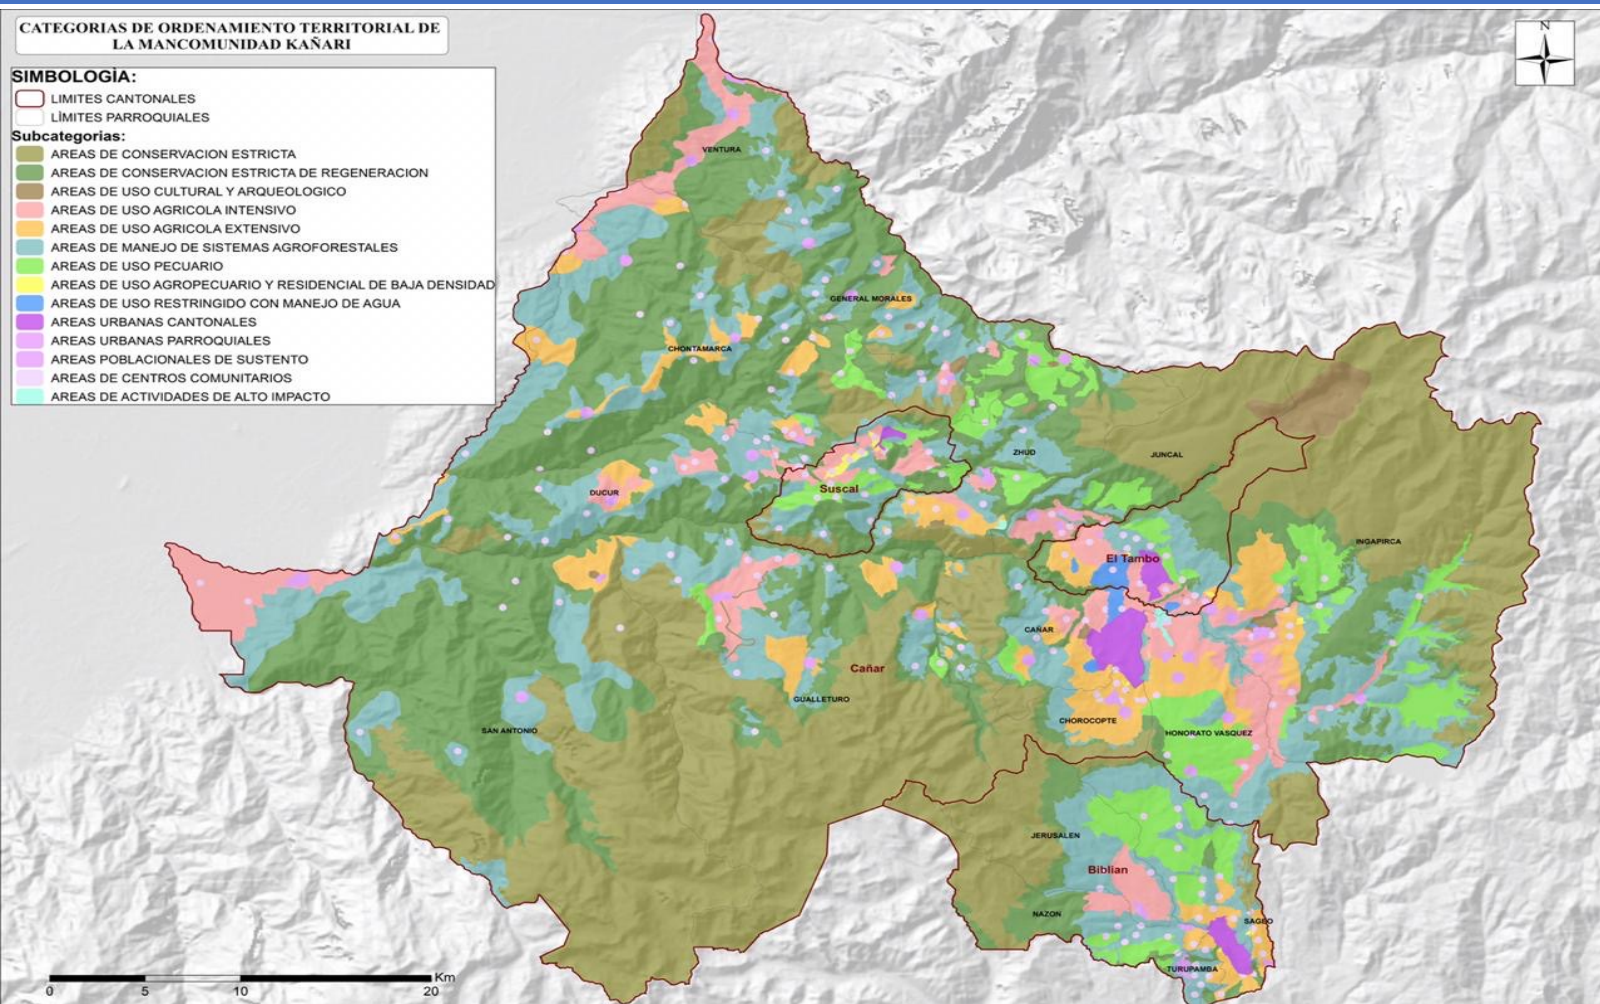 CATEGORIAS DE ORDENAMIENTO TERRITORIAL DE
LA MANCOMUNIDAD KAÑARI
N
SIMBOLOGÌA:
LIMITES CANTONALES
LÌMITES PARROQUIALES
Subcategorias:
AREAS DE CONSERVACION ESTRICTA
AREAS DE CONSERVACION ESTRICTA DE REGENERACION
AREAS DE USO CULTURAL Y ARQUEOLOGICO
AREAS DE USO AGRICOLA INTENSIVO
AREAS DE USO AGRICOLA EXTENSIVO
AREAS DE MANEJO DE SISTEMAS AGROFORESTALES
AREAS DE USO PECUARIO
AREAS DE USO AGROPECUARIO Y RESIDENCIAL DE BAJA DENSIDAD
AREAS DE USO RESTRINGIDO CON MANEJO DE AGUA
AREAS URBANAS CANTONALES
AREAS URBANAS PARROQUIALES
AREAS POBLACIONALES DE SUSTENTO
AREAS DE CENTROS COMUNITARIOS
AREAS DE ACTIVIDADES DE ALTO IMPACTO
VENTURA
GENERAL MORALES
CHONTAMARCA
ZHUD
JUNCAL
Suscal
DUCUR
INGAPIRCA
El Tambo
CAÑAR
Cañar
GUALLETURO
CHOROCOPTE
SAN ANTONIO
HONORATO VASQUEZ
JERUSALEN
Biblian
NAZON
SAGEO
TURUPAMBA
Km
0 5 10 20